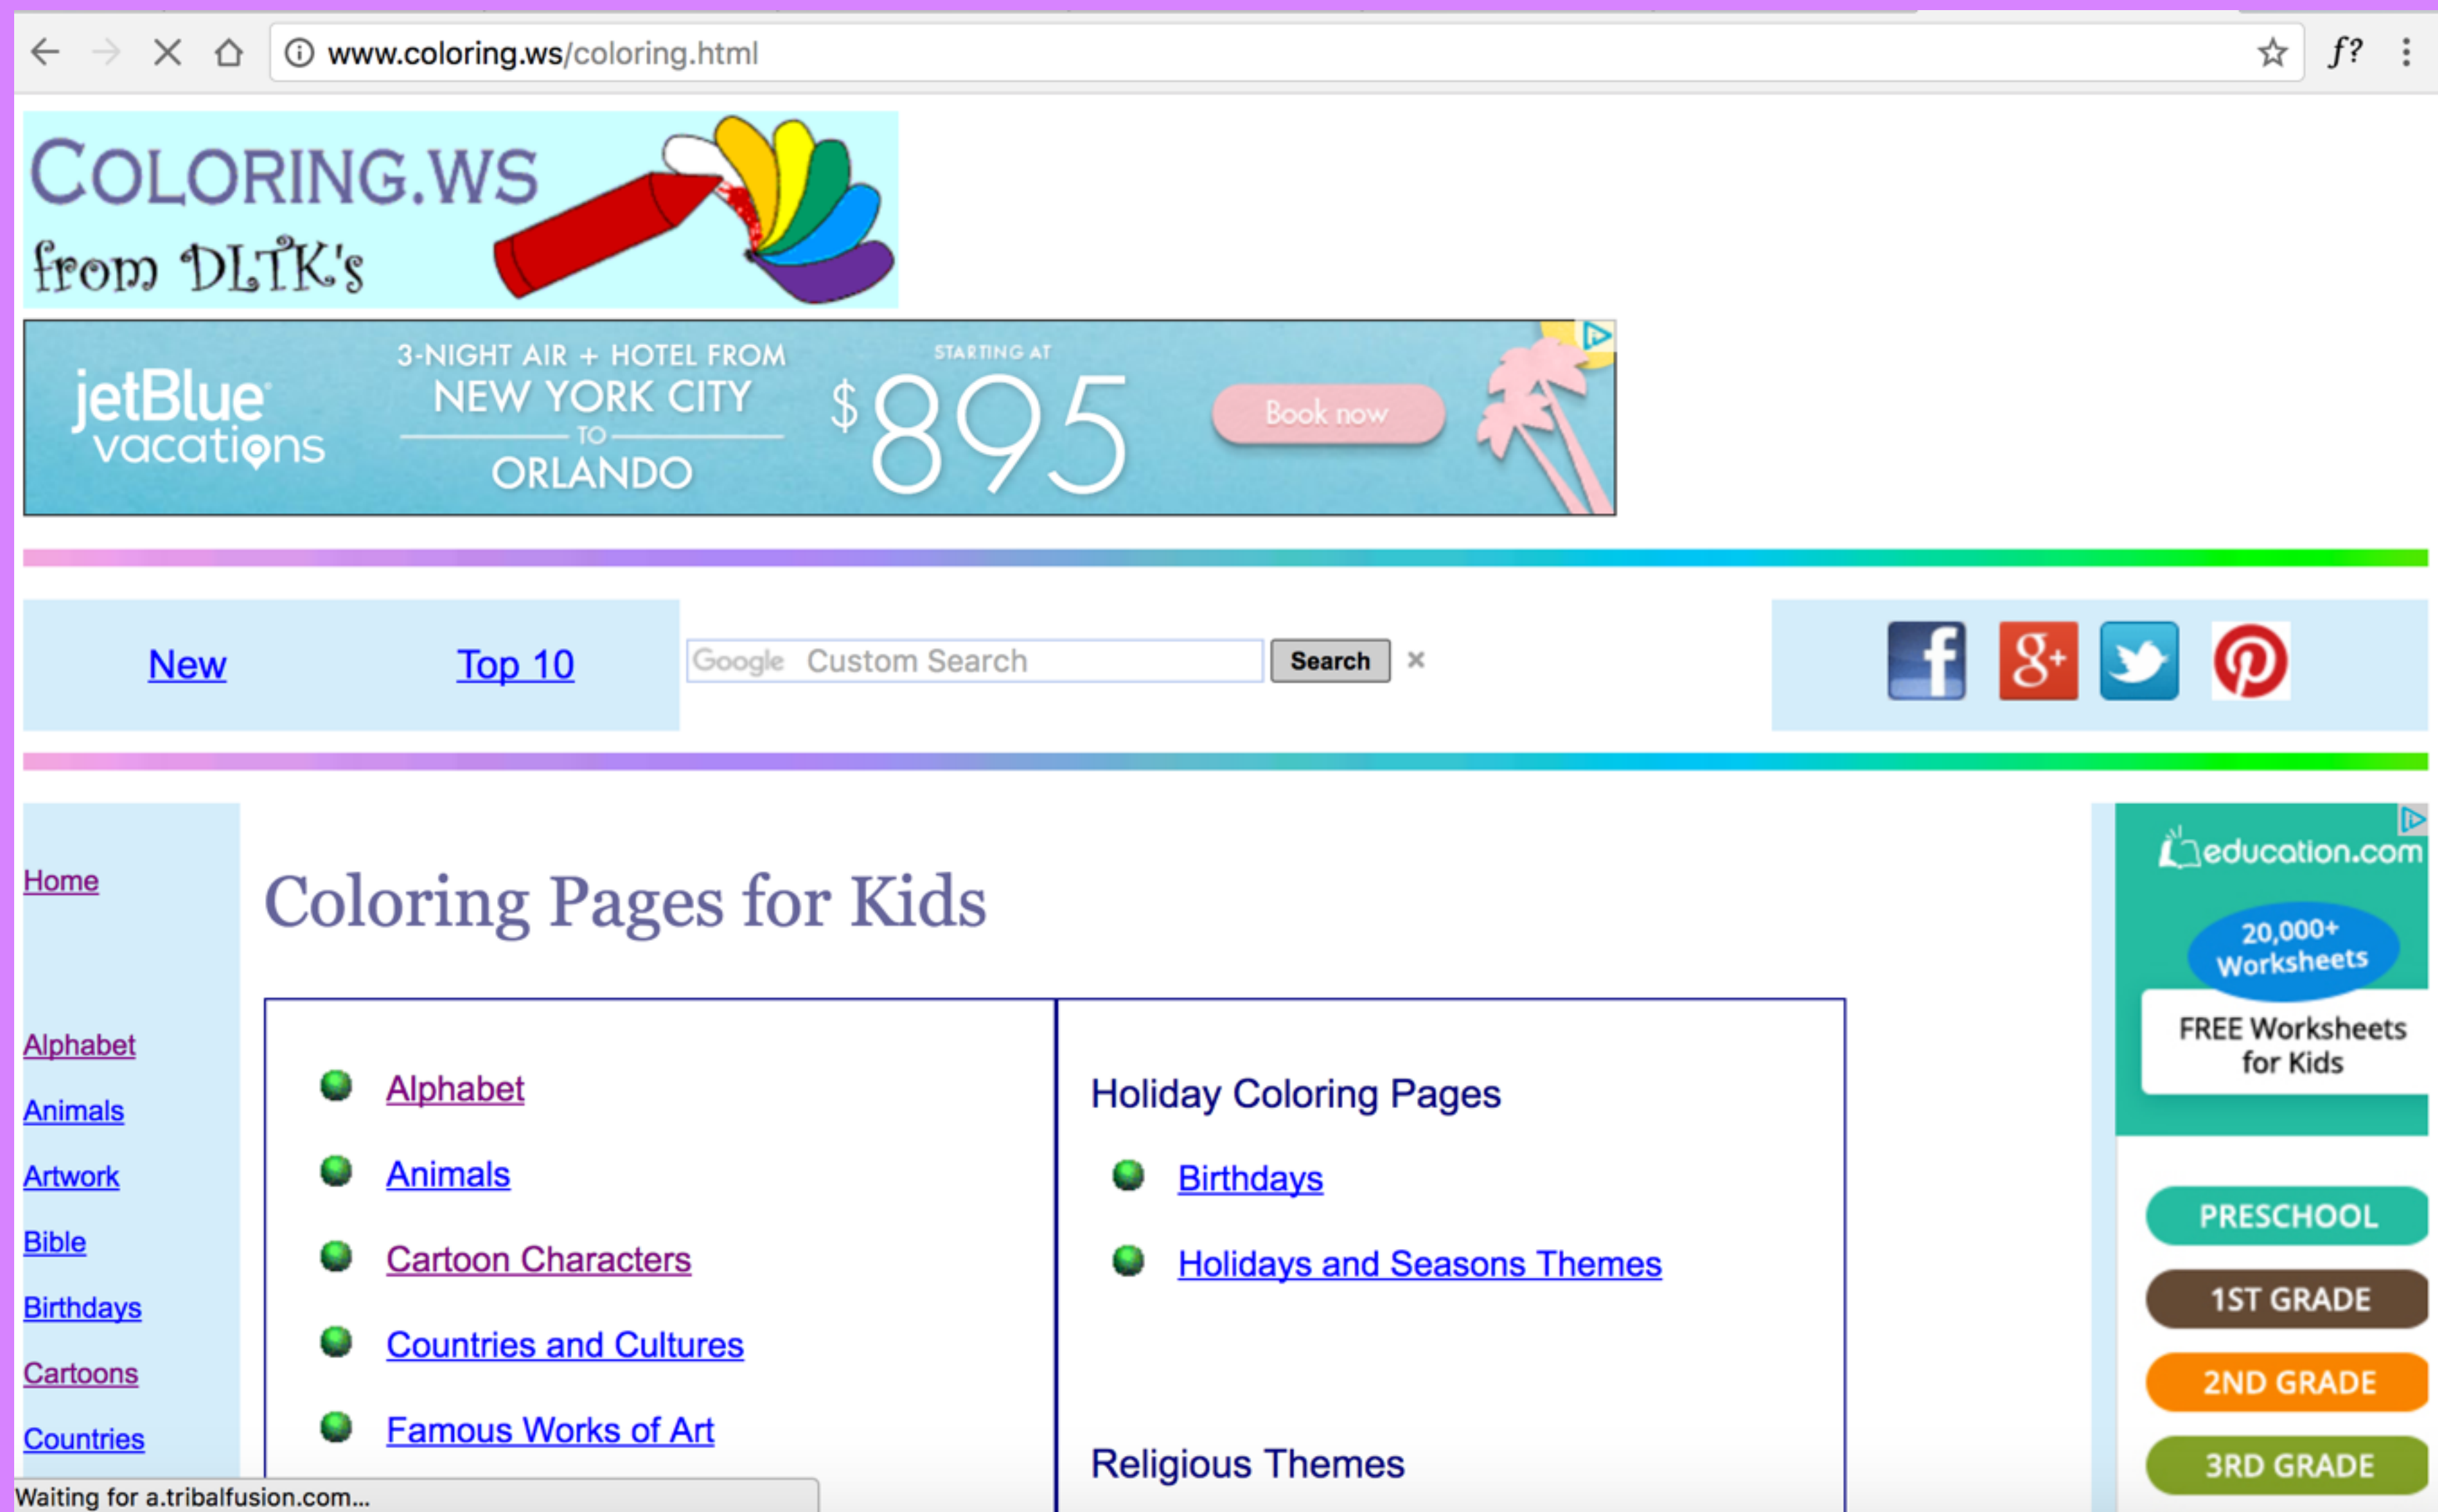 www.coloring.ws/coloring.html
f?
COLORING.WS
from DLTK's
jetBlue
vacations
3-NIGHT AIR + HOTEL FROM
NEW YORK CITY
TO
ORLANDO
STARTING AT
$895
Book now
New
Top 10
Google Custom Search
Search
×
f
g+
Home
Alphabet
Animals
Artwork
Bible
Birthdays
Cartoons
Countries
Coloring Pages for Kids
Alphabet
Animals
Cartoon Characters
Countries and Cultures
Famous Works of Art
Holiday Coloring Pages
Birthdays
Holidays and Seasons Themes
Religious Themes
education.com
20,000+
Worksheets
FREE Worksheets
for Kids
PRESCHOOL
1ST GRADE
2ND GRADE
3RD GRADE
Waiting for a.tribalfusion.com...